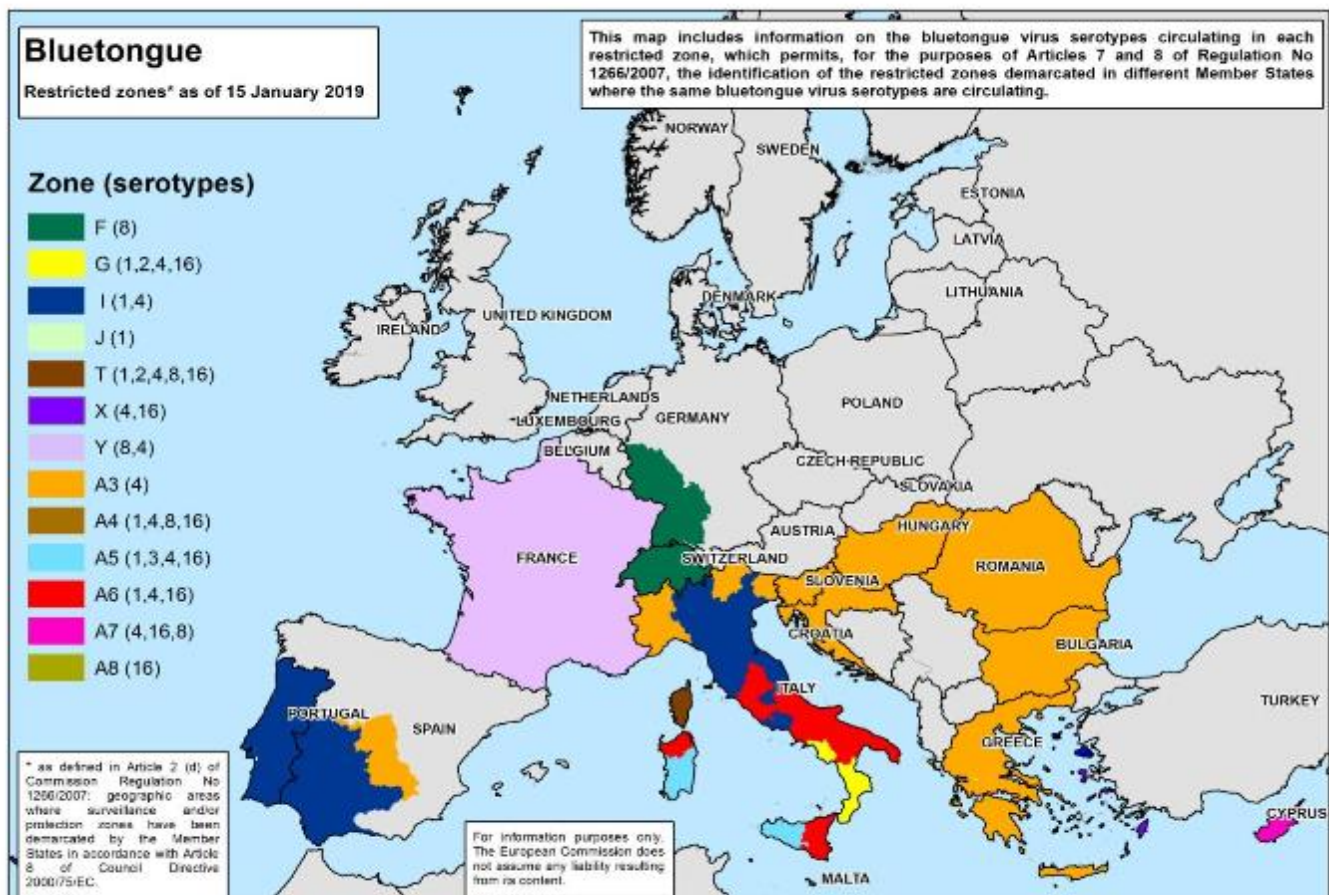 Bluetongue
Restricted zones* as of 15 January 2019
This map includes information on the bluetongue virus serotypes circulating in each
restricted zone, which permits, for the purposes of Articles 7 and 8 of Regulation No
1266/2007, the identification of the restricted zones demarcated in different Member States
where the same bluetongue virus serotypes are circulating.
Zone (serotypes)
F (8)
G (1,2,4,16)
I (1,4)
J (1)
T (1,2,4,8,16)
X (4,16)
Y (8,4)
A3 (4)
A4 (1,4,8,16)
A5 (1,3,4,16)
A6 (1,4,16)
A7 (4,16,8)
A8 (16)
NORWAY
SWEDEN
ESTONIA
LATVIA
LITHUANIA
DENMARK
IRELAND
UNITED KINGDOM
NETHERLANDS
LUXEMBOURG
BELGIUM
GERMANY
POLAND
CZECH REPUBLIC
SLOVAKIA
AUSTRIA
HUNGARY
FRANCE
SWITZERLAND
SLOVENIA
ROMANIA
CROATIA
BULGARIA
ITALY
PORTUGAL
SPAIN
GREECE
TURKEY
CYPRUS
MALTA
* as defined in Article 2 (d) of
Commission Regulation No
1266/2007: geographic areas
where surveillance and/or
protection zones have been
demarcated by the Member
States in accordance with Article
8 of Council Directive
2000/75/EC.
For information purposes only.
The European Commission does
not assume any liability resulting
from its content.